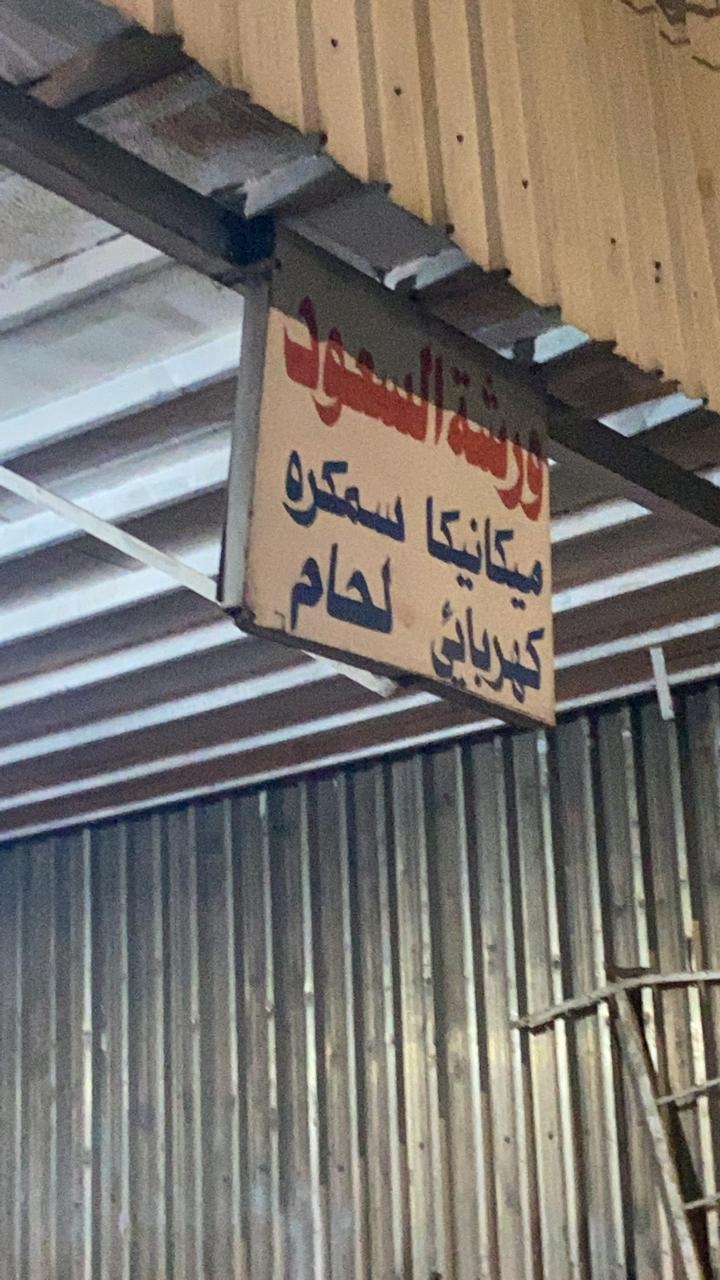 ورشة السعود
ميكانيكا سمكره
كهربائي لحام